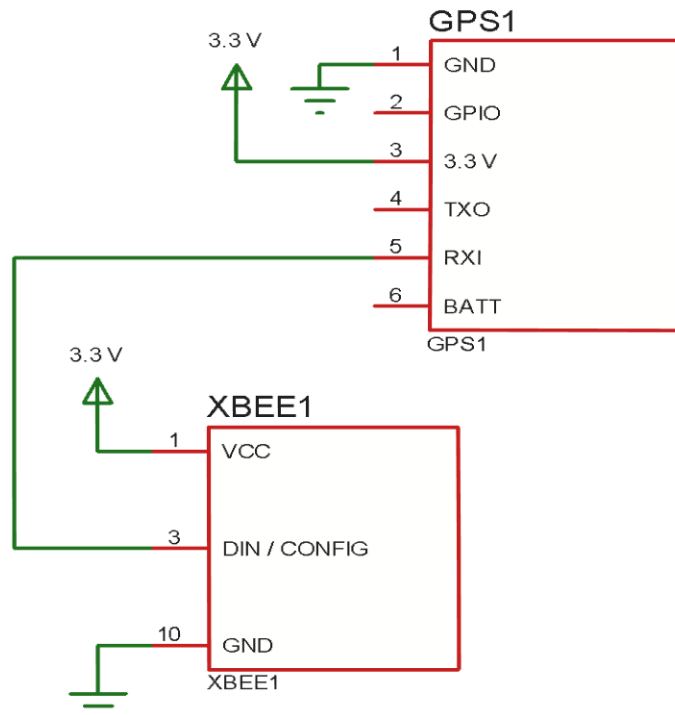 GPS1
3.3 V
1 GND
2 GPIO
3 3.3 V
4 TXO
5 RXI
6 BATT
GPS1
3.3 V
XBEE1
1 VCC
3 DIN / CONFIG
10 GND
XBEE1